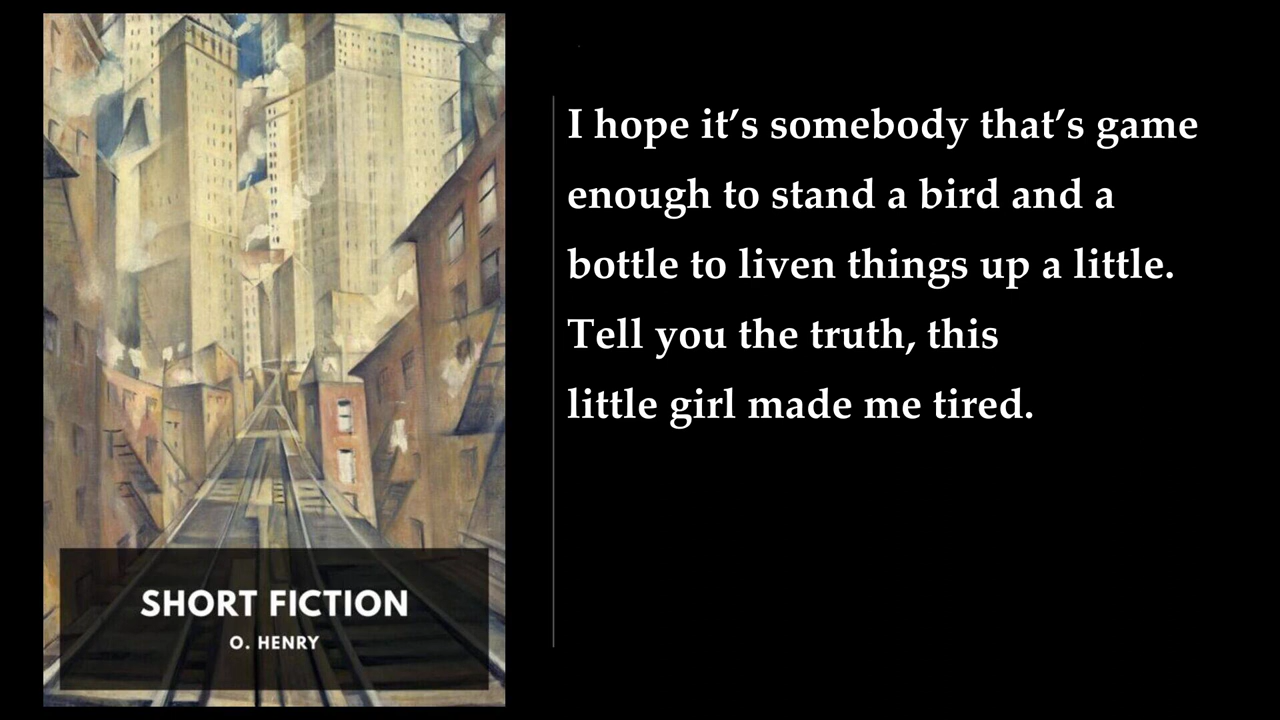 I hope it’s somebody that’s game
enough to stand a bird and a
bottle to liven things up a little.
Tell you the truth, this
little girl made me tired.
SHORT FICTION
O. HENRY